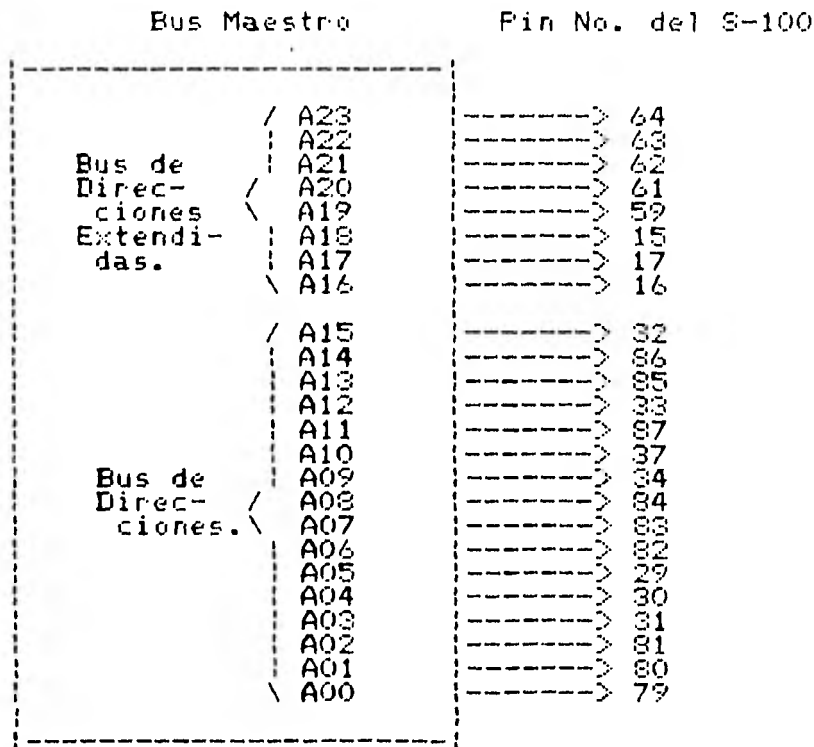 Bus Maestro Pin No. del S-100
A23 -------> 64
A22 -------> 63
Bus de A21 -------> 62
Direc- A20 -------> 61
ciones A19 -------> 59
Extendi- A18 -------> 15
das. A17 -------> 17
A16 -------> 16
A15 -------> 32
A14 -------> 86
A13 -------> 85
A12 -------> 33
A11 -------> 87
A10 -------> 37
Bus de A09 -------> 34
Direc- A08 -------> 84
ciones. A07 -------> 83
A06 -------> 82
A05 -------> 29
A04 -------> 30
A03 -------> 31
A02 -------> 81
A01 -------> 80
A00 -------> 79